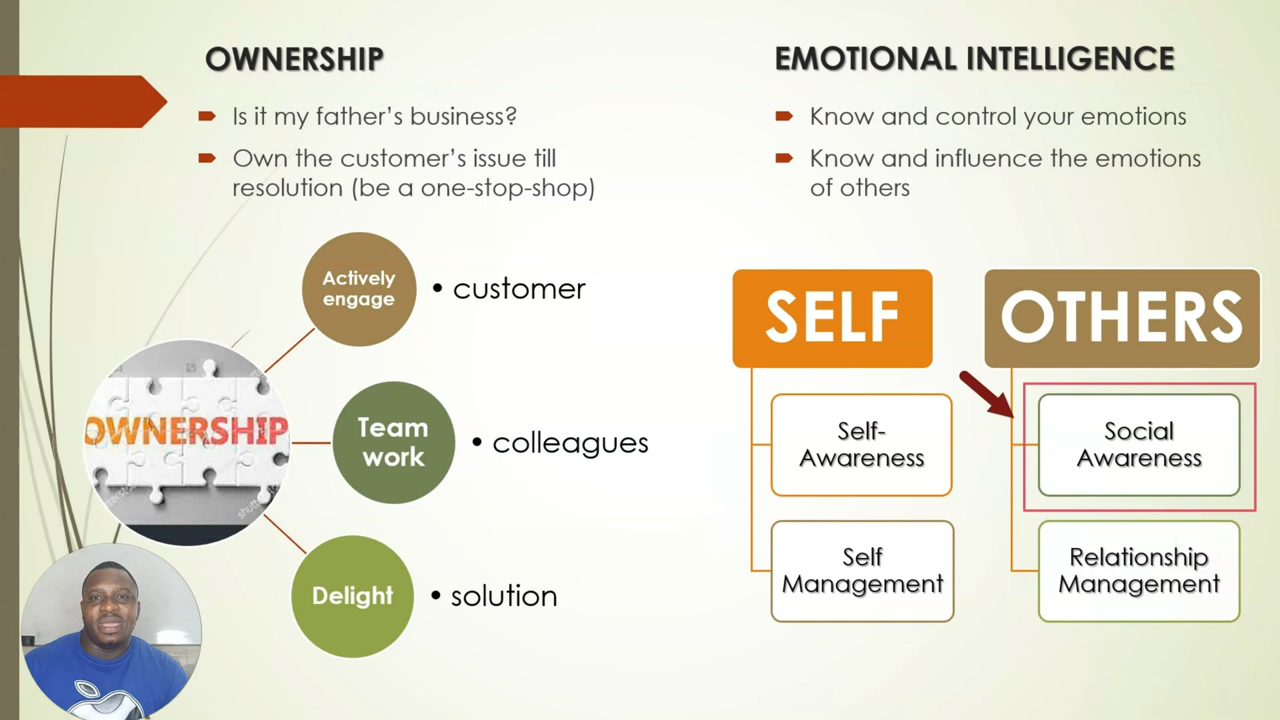 OWNERSHIP
Is it my father's business?
Own the customer's issue till
resolution (be a one-stop-shop)
Actively
engage
• customer
OWNERSHIP
Team
work
• colleagues
Delight
• solution
EMOTIONAL INTELLIGENCE
Know and control your emotions
Know and influence the emotions
of others
SELF
Self-
Awareness
Self
Management
OTHERS
Social
Awareness
Relationship
Management